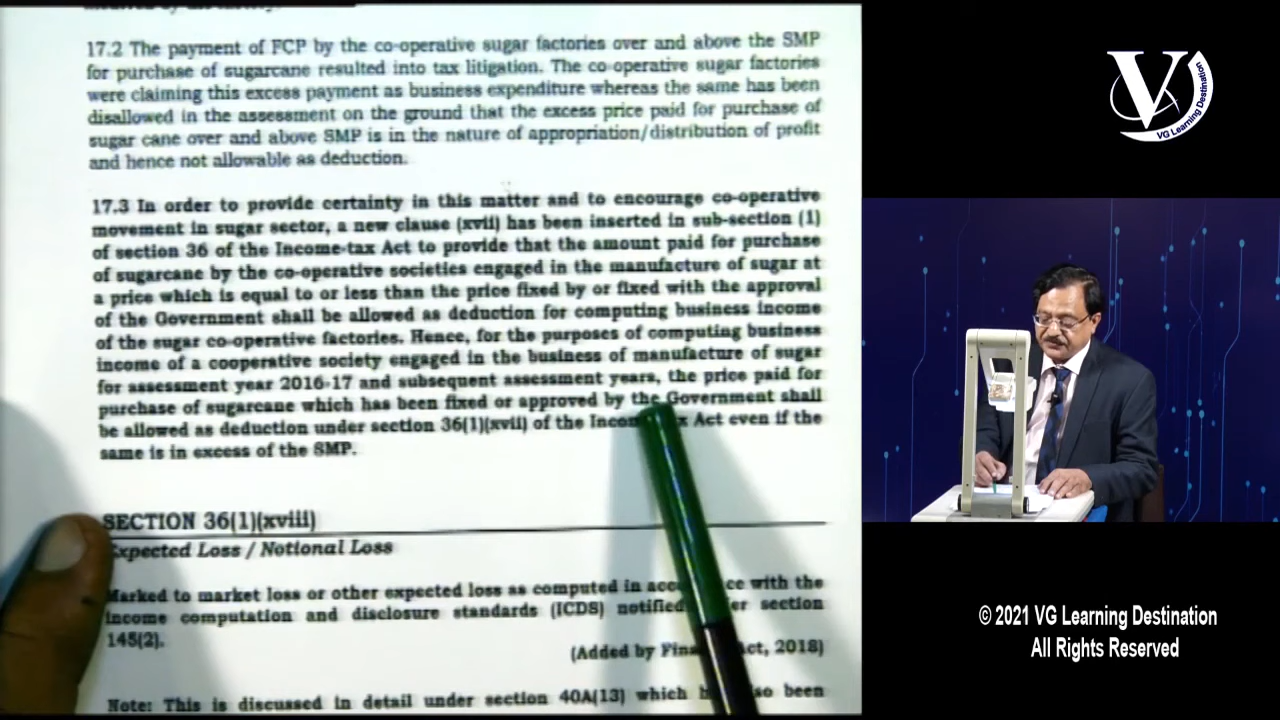 17.2 The payment of FCP by the co-operative sugar factories over and above the SMP
for purchase of sugarcane resulted into tax litigation. The co-operative sugar factories
were claiming this excess payment as business expenditure whereas the same has been
disallowed in the assessment on the ground that the excess price paid for purchase of
sugar cane over and above SMP is in the nature of appropriation/distribution of profit
and hence not allowable as deduction.
17.3 In order to provide certainty in this matter and to encourage co-operative
movement in sugar sector, a new clause (xvii) has been inserted in sub-section (1)
of section 36 of the Income-tax Act to provide that the amount paid for purchase
of sugarcane by the co-operative societies engaged in the manufacture of sugar at
a price which is equal to or less than the price fixed by or fixed with the approval
of the Government shall be allowed as deduction for computing business income
of the sugar co-operative factories. Hence, for the purposes of computing business
income of a cooperative society engaged in the business of manufacture of sugar
for assessment year 2016-17 and subsequent assessment years, the price paid for
purchase of sugarcane which has been fixed or approved by the Government shall
be allowed as deduction under section 36(1)(xvii) of the Act even if the
same is in excess of the SMP.
SECTION 36(1)(xviii)
Expected Loss / Notional Loss
Marked to market loss or other expected loss as computed in with the
income computation and disclosure standards (ICDS) notified section
145(2).
(Added by Act, 2018)
Note: This is discussed in detail under section 40A(13) which been
V
VG Learning Destination
© 2021 VG Learning Destination
All Rights Reserved